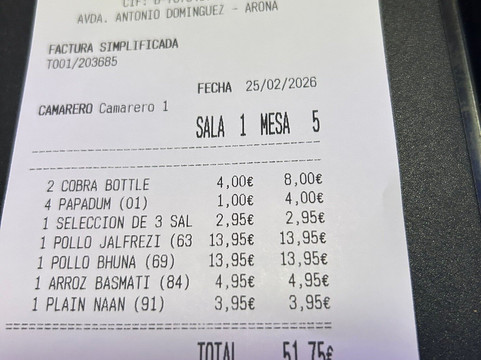 AVDA. ANTONIO DOMINGUEZ - ARONA
FACTURA SIMPLIFICADA
T001/203685
FECHA 25/02/2026
CAMARERO Camarero 1
SALA 1 MESA 5
2 COBRA BOTTLE 4,00€ 8,00€
4 PAPADUM (01) 1,00€ 4,00€
1 SELECCION DE 3 SAL 2,95€ 2,95€
1 POLLO JALFREZI (63 13,95€ 13,95€
1 POLLO BHUNA (69) 13,95€ 13,95€
1 ARROZ BASMATI (84) 4,95€ 4,95€
1 PLAIN NAAN (91) 3,95€ 3,95€
TOTAL 51,75€